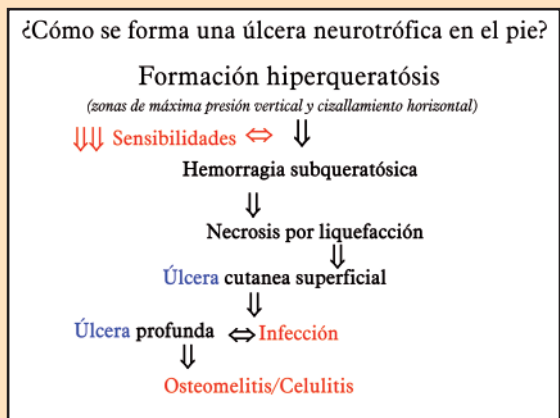 ¿Cómo se forma una úlcera neurotrófica en el pie?
Formación hiperqueratósis
(zonas de máxima presión vertical y cizallamiento horizontal)
⇓⇓ Sensibilidades ⇔ ⇓
Hemorragia subqueratósica
⇓
Necrosis por liquefacción
⇓
Úlcera cutanea superficial
⇓
Úlcera profunda ⇔ Infección
⇓
Osteomelitis/Celulitis